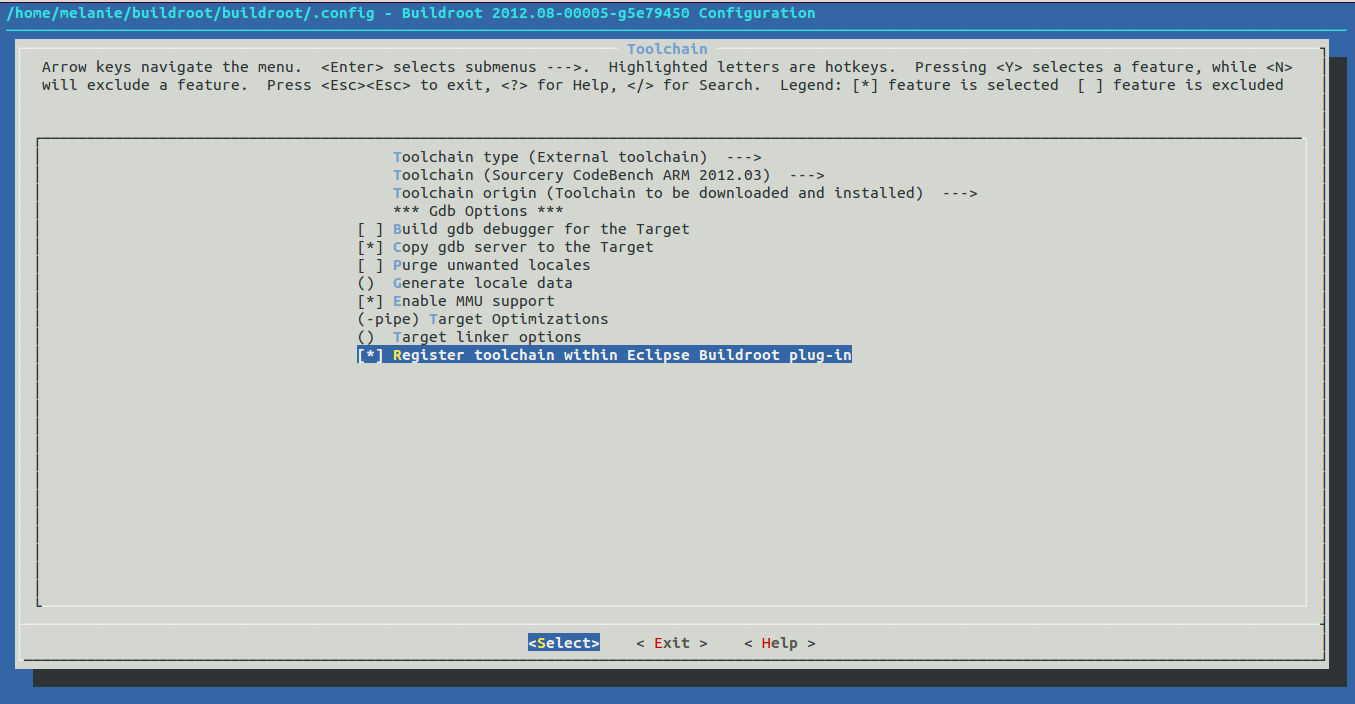 /home/melanie/buildroot/buildroot/.config - Buildroot 2012.08-00005-g5e79450 Configuration
Toolchain
Arrow keys navigate the menu.  <Enter> selects submenus --->.  Highlighted letters are hotkeys.  Pressing <Y> selectes a feature, while <N>
will exclude a feature.  Press <Esc><Esc> to exit, <?> for Help, </> for Search.  Legend: [*] feature is selected  [ ] feature is excluded
Toolchain type (External toolchain)  --->
Toolchain (Sourcery CodeBench ARM 2012.03)  --->
Toolchain origin (Toolchain to be downloaded and installed)  --->
*** Gdb Options ***
[ ] Build gdb debugger for the Target
[*] Copy gdb server to the Target
[ ] Purge unwanted locales
()  Generate locale data
[*] Enable MMU support
(-pipe) Target Optimizations
()  Target linker options
[*] Register toolchain within Eclipse Buildroot plug-in
<Select>    < Exit >    < Help >